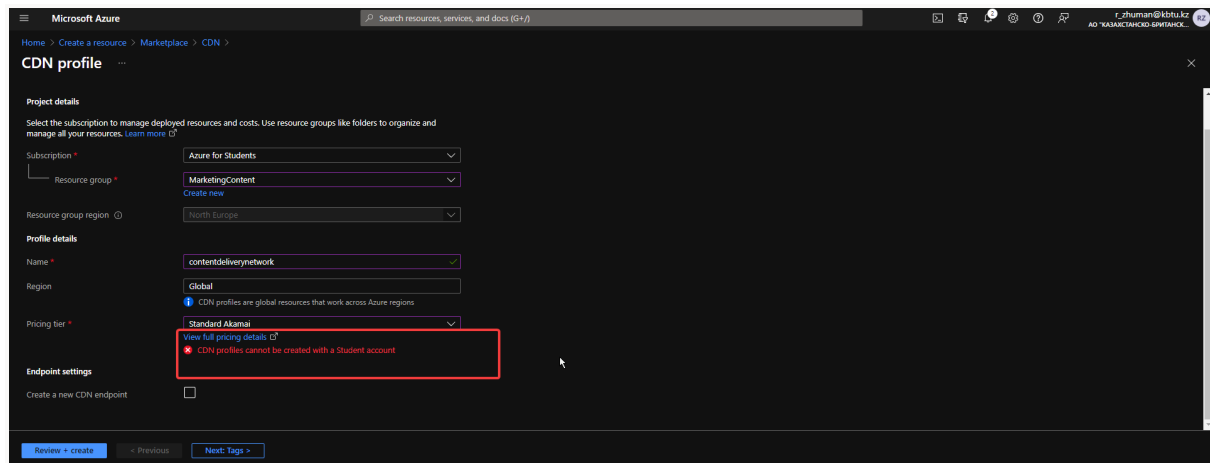 Microsoft Azure
Search resources, services, and docs (G+/)
2
r_zhuman@kbtu.kz
АО "КАЗАХСТАНСКО-БРИТАНСК...
RZ
Home > Create a resource > Marketplace > CDN >
CDN profile ...
Project details
Select the subscription to manage deployed resources and costs. Use resource groups like folders to organize and
manage all your resources. Learn more
Subscription *
Azure for Students
Resource group *
MarketingContent
Create new
Resource group region
North Europe
Profile details
Name *
contentdeliverynetwork
Region
Global
CDN profiles are global resources that work across Azure regions
Pricing tier *
Standard Akamai
View full pricing details
CDN profiles cannot be created with a Student account
Endpoint settings
Create a new CDN endpoint
Review + create
< Previous
Next: Tags >